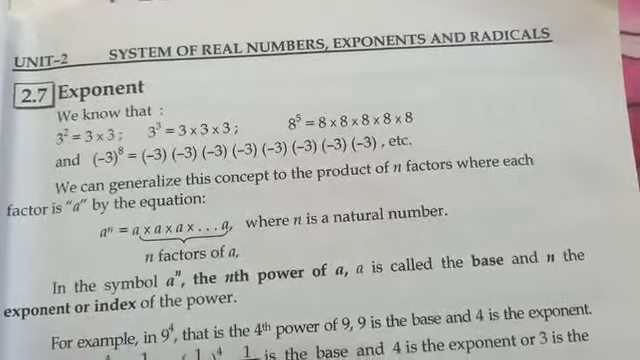 UNIT-2 SYSTEM OF REAL NUMBERS, EXPONENTS AND RADICALS
2.7 Exponent
We know that :
3² = 3 x 3 ; 3³ = 3 x 3 x 3 ; 8⁵ = 8 x 8 x 8 x 8 x 8
and (–3)⁸ = (–3) (–3) (–3) (–3) (–3) (–3) (–3) (–3) , etc.
We can generalize this concept to the product of n factors where each
factor is "a" by the equation:
aⁿ = a x a x a x . . . a, where n is a natural number.
n factors of a,
In the symbol aⁿ, the nth power of a, a is called the base and n the
exponent or index of the power.
For example, in 9⁴, that is the 4th power of 9, 9 is the base and 4 is the exponent.
is the base and 4 is the exponent or 3 is the